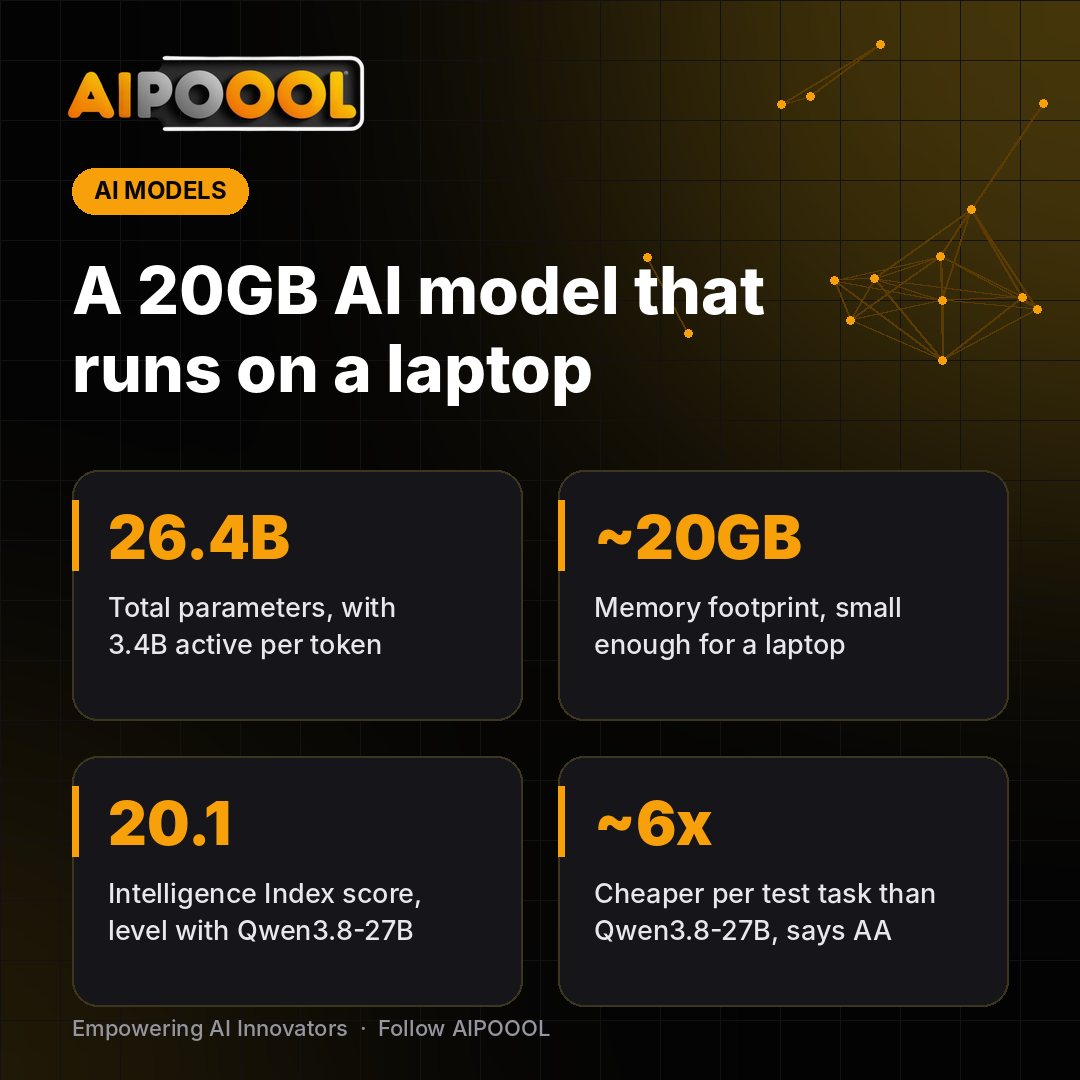 AIPOOOL
AI MODELS
A 20GB AI model that
runs on a laptop
26.4B
Total parameters, with
3.4B active per token
~20GB
Memory footprint, small
enough for a laptop
20.1
Intelligence Index score,
level with Qwen3.8-27B
~6x
Cheaper per test task than
Qwen3.8-27B, says AA
Empowering AI Innovators · Follow AIPOOOL